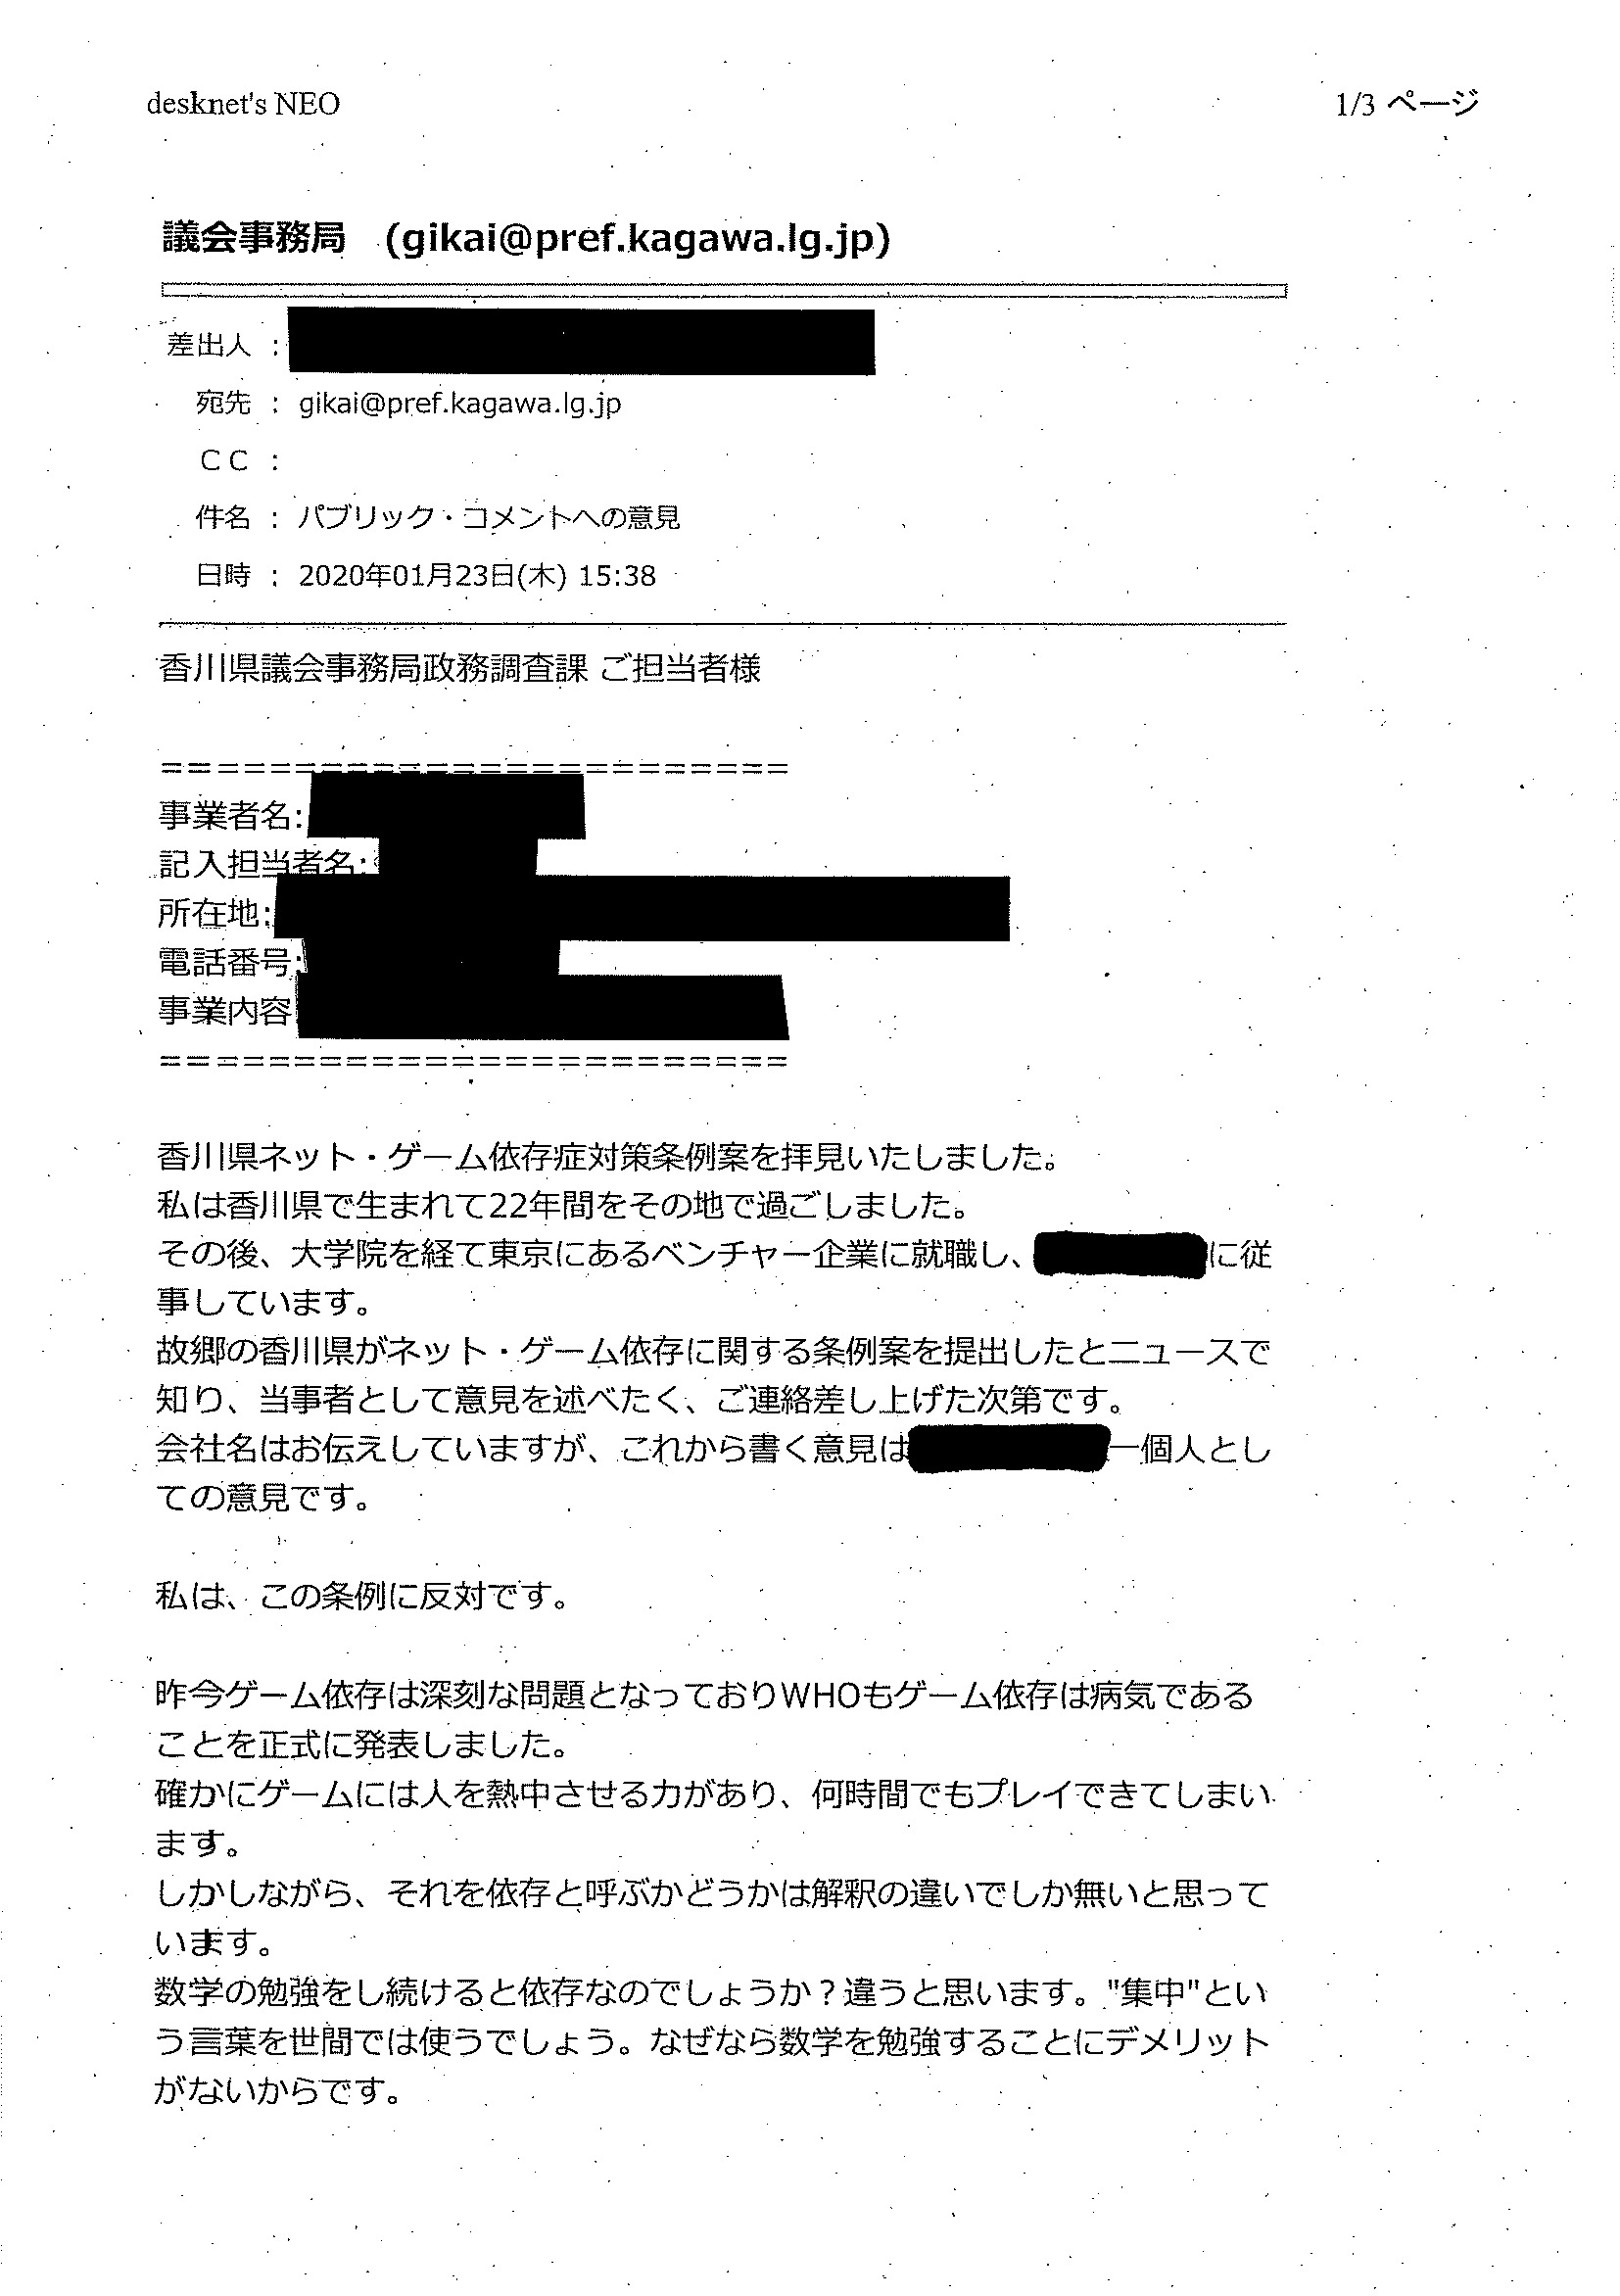 desknet's NEO
1/3 ページ
議会事務局 (gikai@pref.kagawa.lg.jp)
差出人 :
宛先 : gikai@pref.kagawa.lg.jp
CC :
件名 : パブリック・コメントへの意見
日時 : 2020年01月23日(木) 15:38
香川県議会事務局政務調査課 ご担当者様
========================
事業者名:
記入担当者名:
所在地:
電話番号:
事業内容
========================
香川県ネット・ゲーム依存症対策条例案を拝見いたしました。
私は香川県で生まれて22年間をその地で過ごしました。
その後、大学院を経て東京にあるベンチャー企業に就職し、に従
事しています。
故郷の香川県がネット・ゲーム依存に関する条例案を提出したとニュースで
知り、当事者として意見を述べたく、ご連絡差し上げた次第です。
会社名はお伝えしていますが、これから書く意見は一個人とし
ての意見です。
私は、この条例に反対です。
昨今ゲーム依存は深刻な問題となっておりWHOもゲーム依存は病気である
ことを正式に発表しました。
確かにゲームには人を熱中させる力があり、何時間でもプレイできてしまい
ます。
しかしながら、それを依存と呼ぶかどうかは解釈の違いでしか無いと思って
います。
数学の勉強をし続けると依存なのでしょうか？違うと思います。"集中"とい
う言葉を世間では使うでしょう。なぜなら数学を勉強することにデメリット
がないからです。